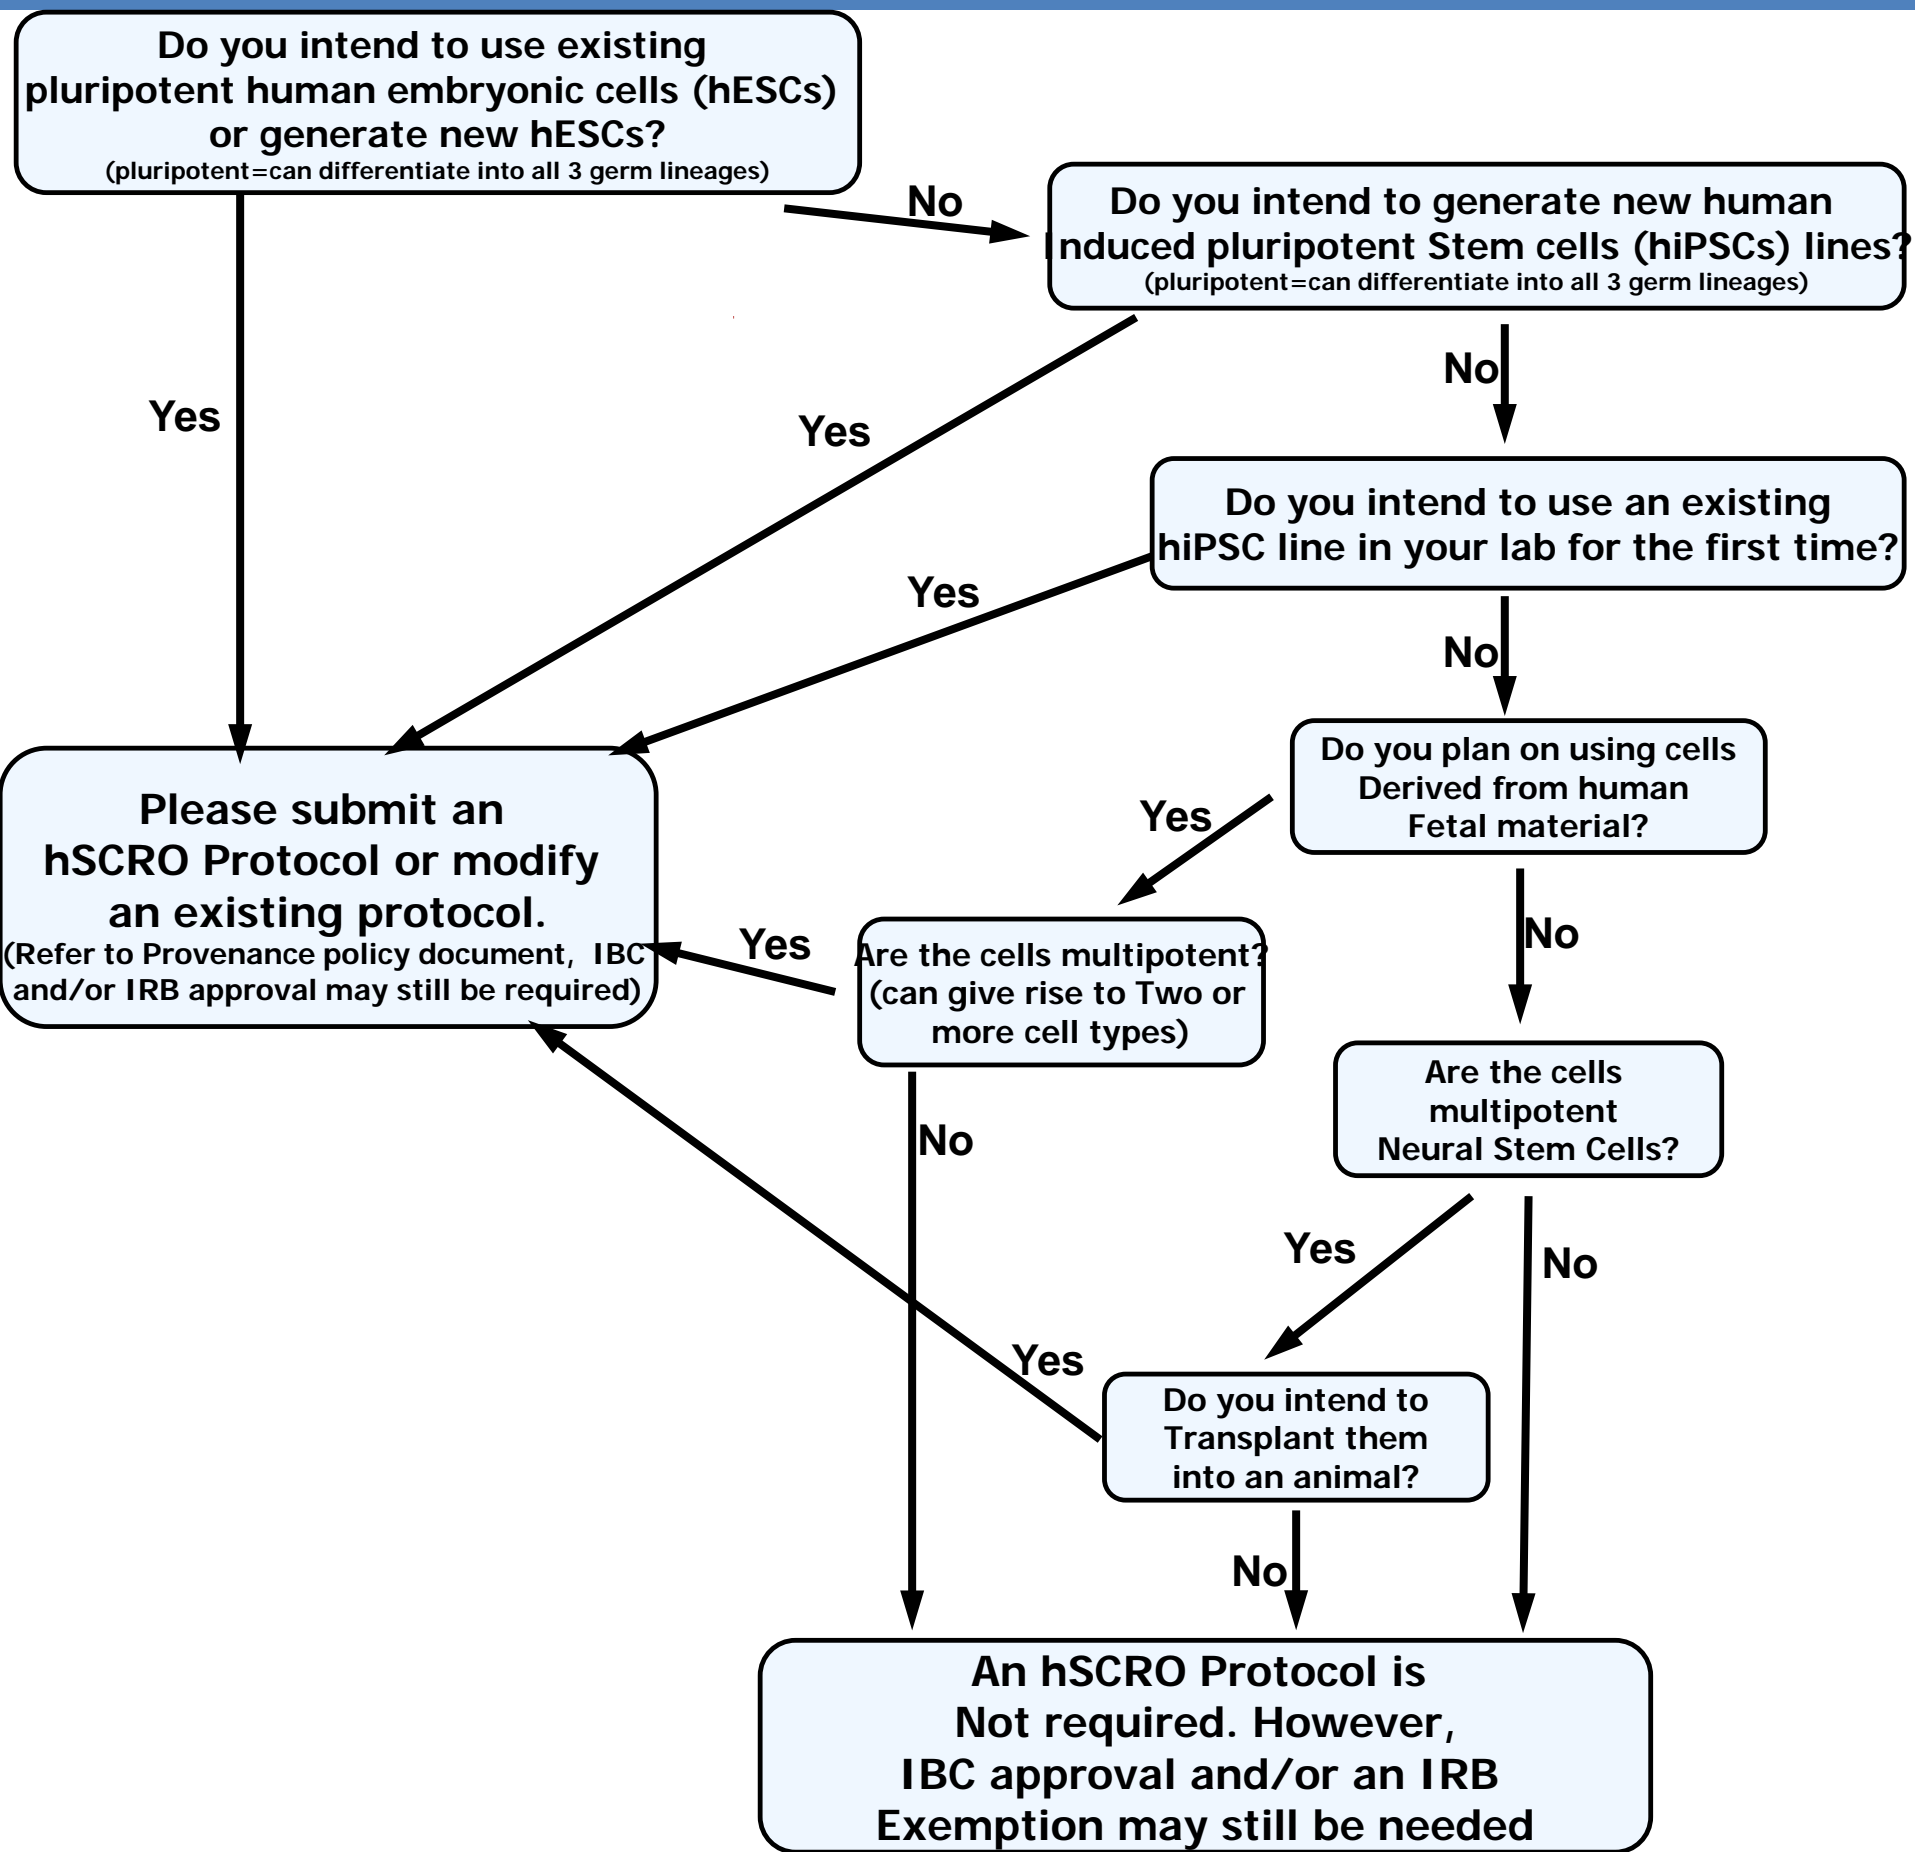 Do you intend to use existing
pluripotent human embryonic cells (hESCs)
or generate new hESCs?
(pluripotent=can differentiate into all 3 germ lineages)
No
Do you intend to generate new human
Induced pluripotent Stem cells (hiPSCs) lines?
(pluripotent=can differentiate into all 3 germ lineages)
No
Yes
Yes
Do you intend to use an existing
hiPSC line in your lab for the first time?
Yes
No
Do you plan on using cells
Derived from human
Fetal material?
Yes
Please submit an
hSCRO Protocol or modify
an existing protocol.
(Refer to Provenance policy document, IBC
and/or IRB approval may still be required)
Yes
Are the cells multipotent?
(can give rise to Two or
more cell types)
No
Are the cells
multipotent
Neural Stem Cells?
No
Yes
No
Yes
Do you intend to
Transplant them
into an animal?
No
An hSCRO Protocol is
Not required. However,
IBC approval and/or an IRB
Exemption may still be needed